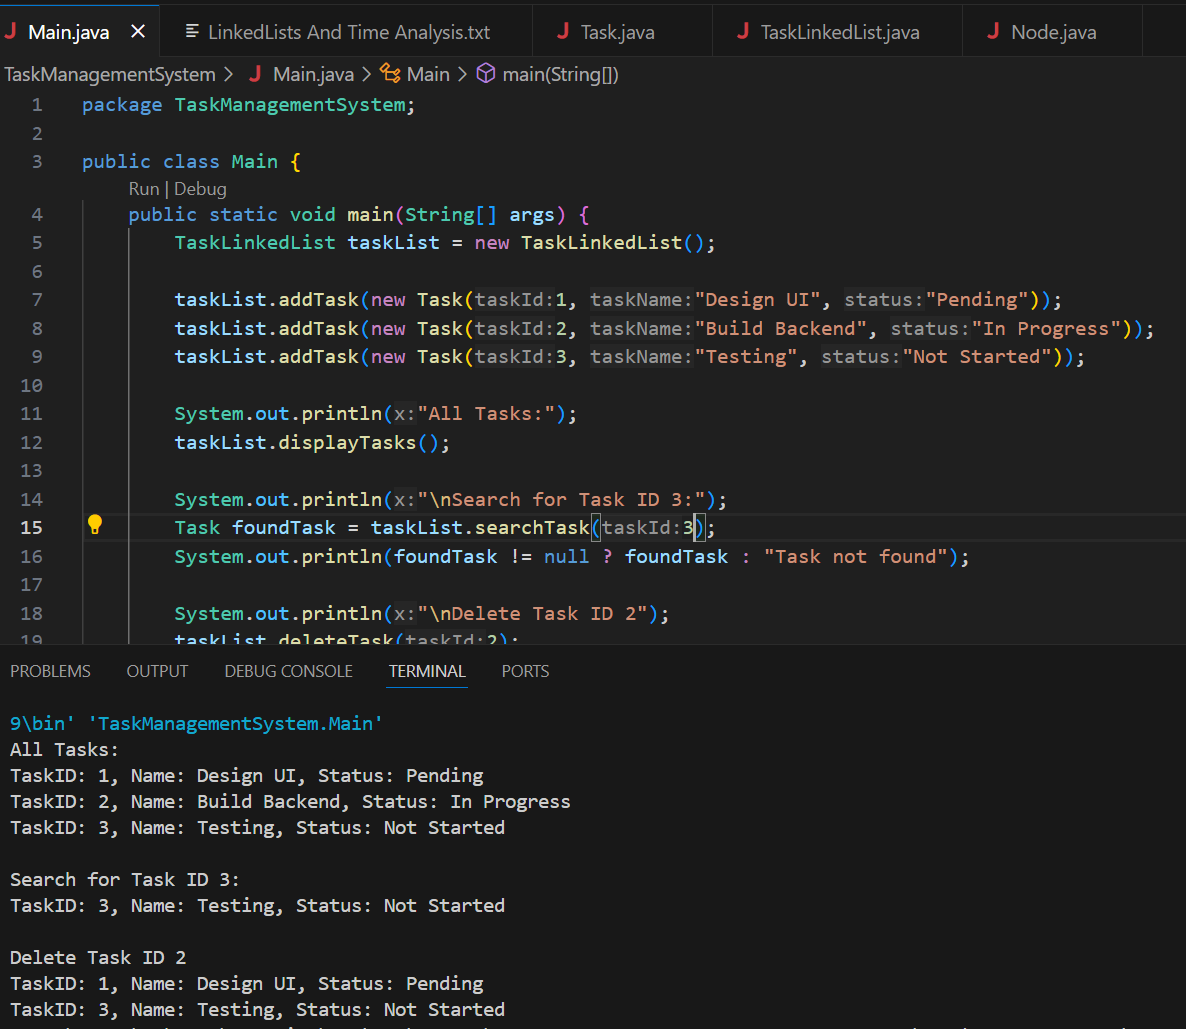 Main.java
LinkedLists And Time Analysis.txt
Task.java
TaskLinkedList.java
Node.java
TaskManagementSystem > Main.java > Main > main(String[])
1 package TaskManagementSystem;
2
3 public class Main {
Run | Debug
4 public static void main(String[] args) {
5 TaskLinkedList taskList = new TaskLinkedList();
6
7 taskList.addTask(new Task(taskId:1, taskName:"Design UI", status:"Pending"));
8 taskList.addTask(new Task(taskId:2, taskName:"Build Backend", status:"In Progress"));
9 taskList.addTask(new Task(taskId:3, taskName:"Testing", status:"Not Started"));
10
11 System.out.println(x:"All Tasks:");
12 taskList.displayTasks();
13
14 System.out.println(x:"\nSearch for Task ID 3:");
15 Task foundTask = taskList.searchTask(taskId:3);
16 System.out.println(foundTask != null ? foundTask : "Task not found");
17
18 System.out.println(x:"\nDelete Task ID 2");
19 taskList.deleteTask(taskId:2);
PROBLEMS OUTPUT DEBUG CONSOLE TERMINAL PORTS
9\bin' 'TaskManagementSystem.Main'
All Tasks:
TaskID: 1, Name: Design UI, Status: Pending
TaskID: 2, Name: Build Backend, Status: In Progress
TaskID: 3, Name: Testing, Status: Not Started
Search for Task ID 3:
TaskID: 3, Name: Testing, Status: Not Started
Delete Task ID 2
TaskID: 1, Name: Design UI, Status: Pending
TaskID: 3, Name: Testing, Status: Not Started